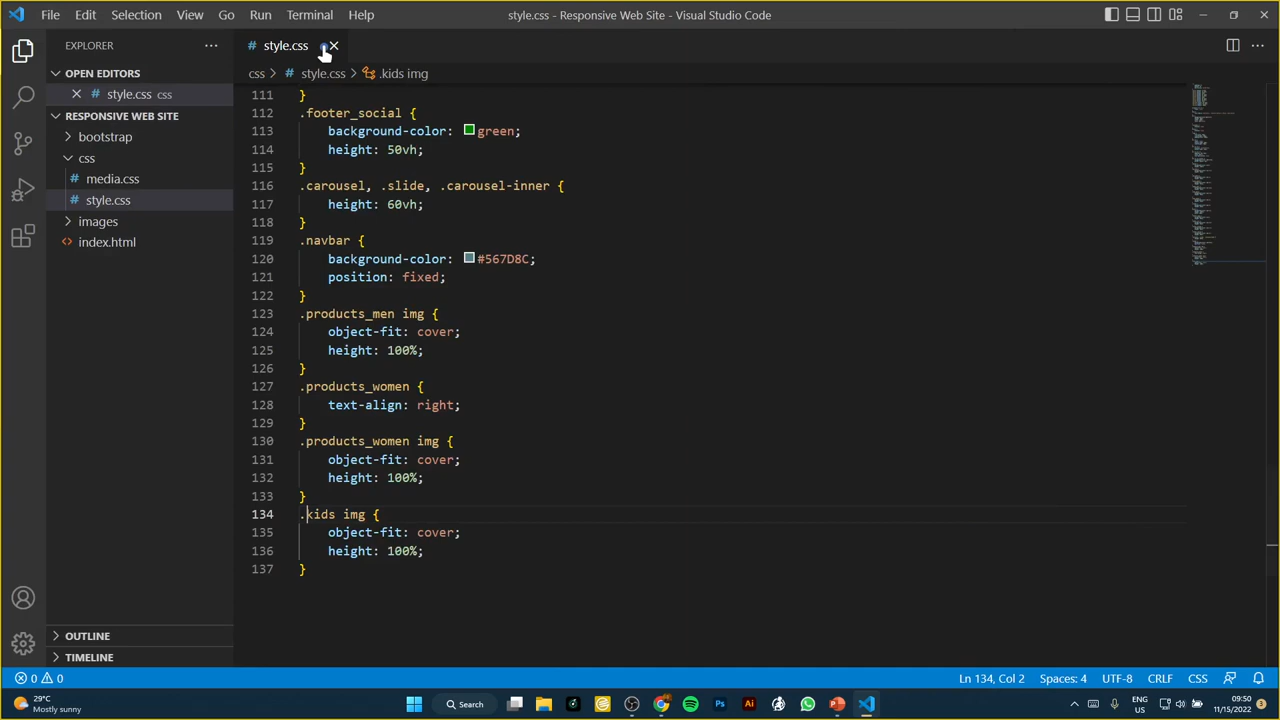 File Edit Selection View Go Run Terminal Help style.css - Responsive Web Site - Visual Studio Code
EXPLORER
# style.css
OPEN EDITORS
css > # style.css > .kids img
# style.css css
RESPONSIVE WEB SITE
bootstrap
css
media.css
style.css
images
index.html
111 }
112 .footer_social {
113 background-color: green;
114 height: 50vh;
115 }
116 .carousel, .slide, .carousel-inner {
117 height: 60vh;
118 }
119 .navbar {
120 background-color: #567D8C;
121 position: fixed;
122 }
123 .products_men img {
124 object-fit: cover;
125 height: 100%;
126 }
127 .products_women {
128 text-align: right;
129 }
130 .products_women img {
131 object-fit: cover;
132 height: 100%;
133 }
134 .kids img {
135 object-fit: cover;
136 height: 100%;
137 }
OUTLINE
TIMELINE
0 0 Ln 134, Col 2 Spaces: 4 UTF-8 CRLF CSS
29°C
Mostly sunny
Search
Ps
Ai
ENG
US
09:50
11/15/2022